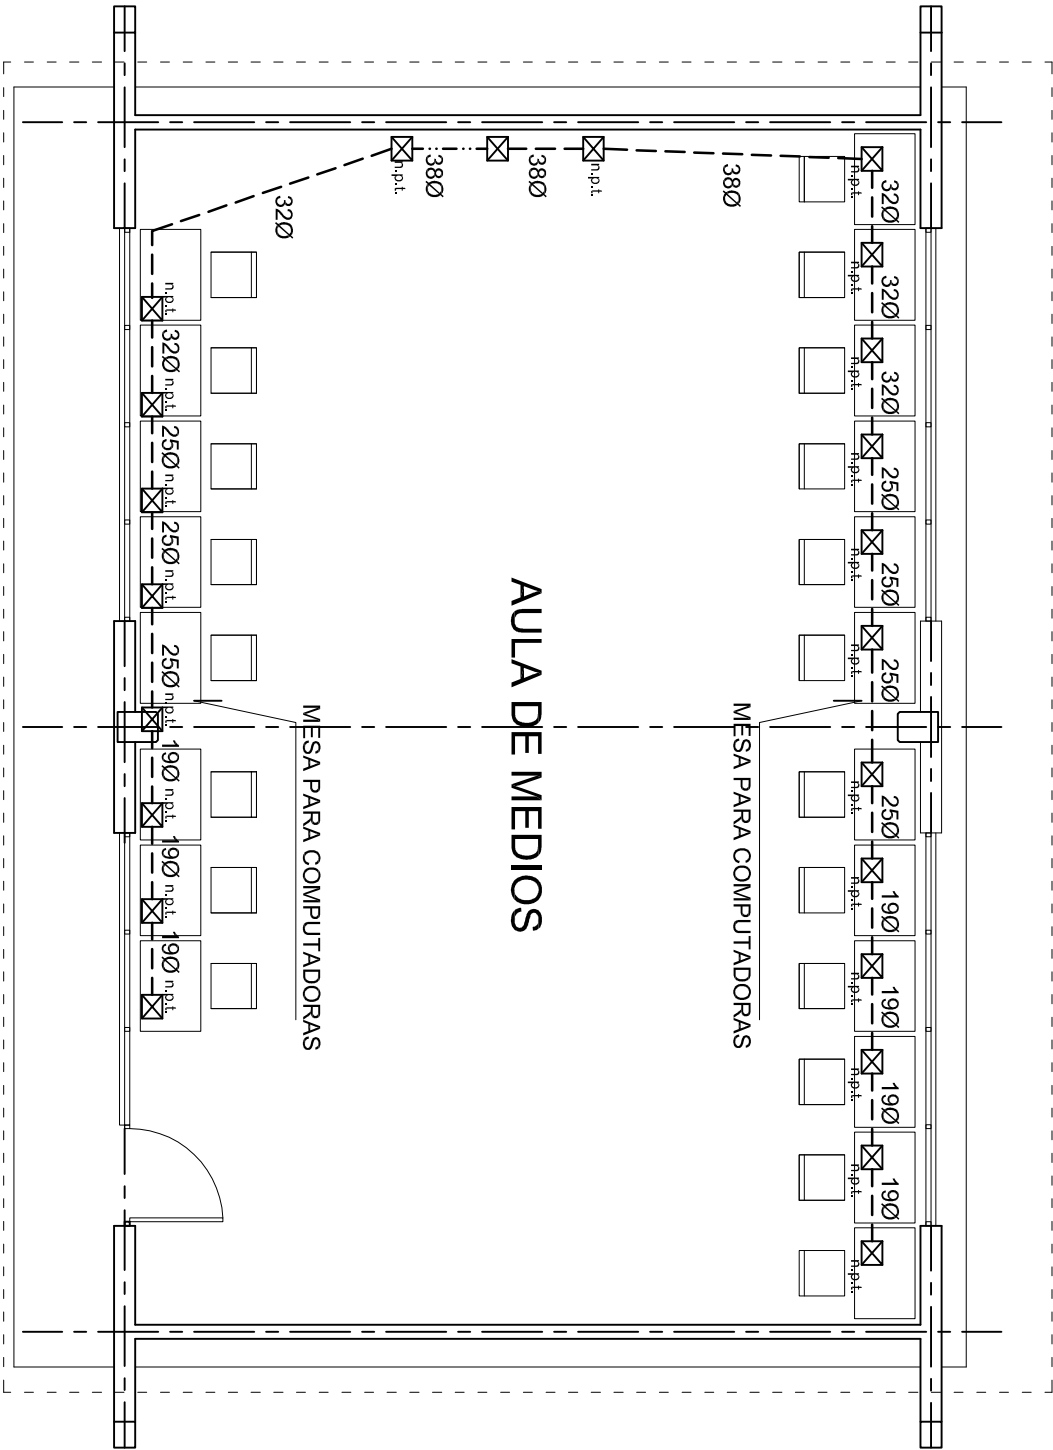 32Ø 32Ø 32Ø 25Ø 25Ø 25Ø 25Ø 19Ø 19Ø 19Ø 19Ø
n.p.t. n.p.t. n.p.t. n.p.t. n.p.t. n.p.t. n.p.t. n.p.t. n.p.t. n.p.t. n.p.t. n.p.t.
MESA PARA COMPUTADORAS
38Ø
n.p.t.
38Ø
AULA DE MEDIOS
38Ø
n.p.t.
MESA PARA COMPUTADORAS
32Ø
n.p.t. 32Ø n.p.t. 25Ø n.p.t. 25Ø n.p.t. 25Ø n.p.t. 19Ø n.p.t. 19Ø n.p.t. 19Ø n.p.t.